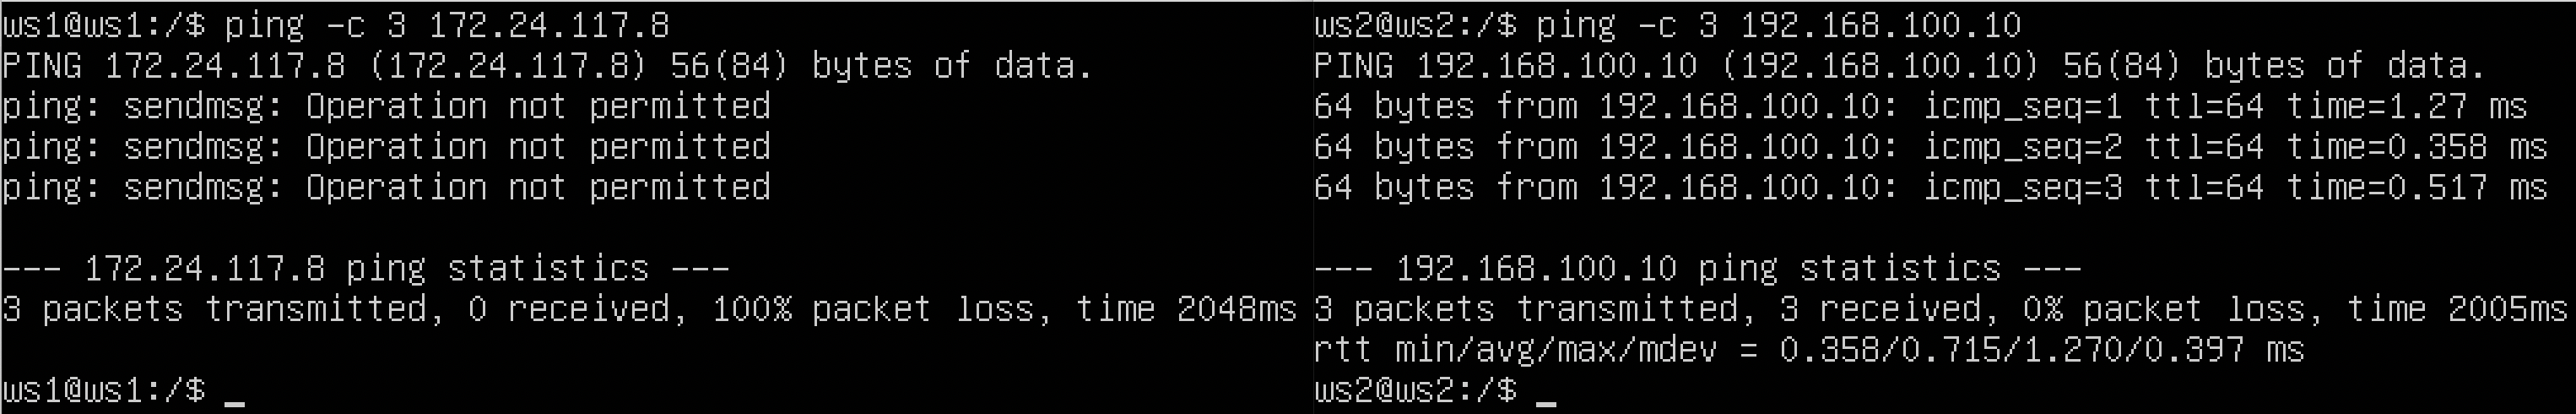 ws1@ws1:/$ ping -c 3 172.24.117.8
PING 172.24.117.8 (172.24.117.8) 56(84) bytes of data.
ping: sendmsg: Operation not permitted
ping: sendmsg: Operation not permitted
ping: sendmsg: Operation not permitted
--- 172.24.117.8 ping statistics ---
3 packets transmitted, 0 received, 100% packet loss, time 2048ms
ws1@ws1:/$ _
ws2@ws2:/$ ping -c 3 192.168.100.10
PING 192.168.100.10 (192.168.100.10) 56(84) bytes of data.
64 bytes from 192.168.100.10: icmp_seq=1 ttl=64 time=1.27 ms
64 bytes from 192.168.100.10: icmp_seq=2 ttl=64 time=0.358 ms
64 bytes from 192.168.100.10: icmp_seq=3 ttl=64 time=0.517 ms
--- 192.168.100.10 ping statistics ---
3 packets transmitted, 3 received, 0% packet loss, time 2005ms
rtt min/avg/max/mdev = 0.358/0.715/1.270/0.397 ms
ws2@ws2:/$ _